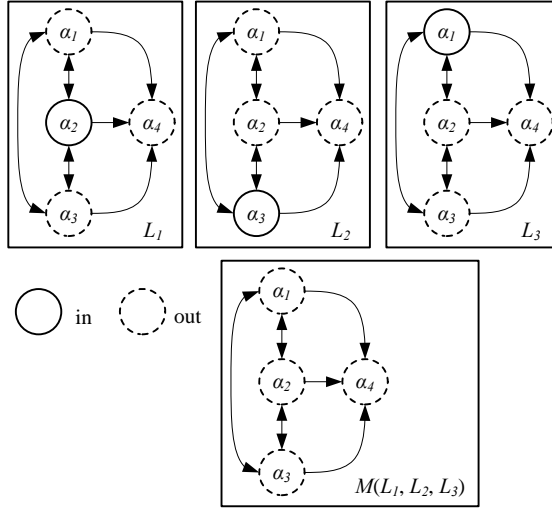 α1 α1 α1
α2 α4 α2 α4 α2 α4
α3 α3 α3
L1 L2 L3
in out
α1
α2 α4
α3
M(L1, L2, L3)